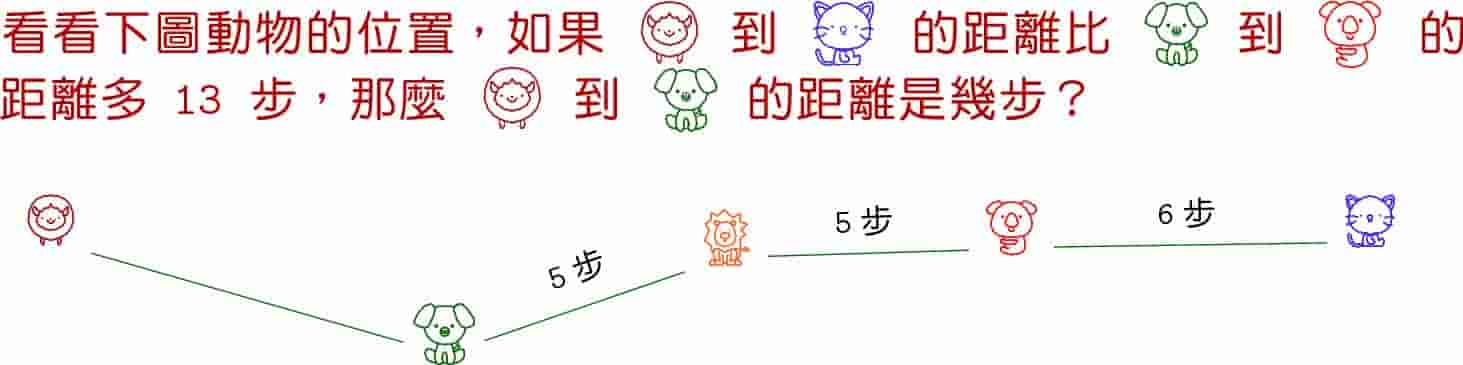 看看下圖動物的位置，如果 到 的距離比 到 的
距離多 13 步，那麼 到 的距離是幾步？
5 步
5 步
6 步